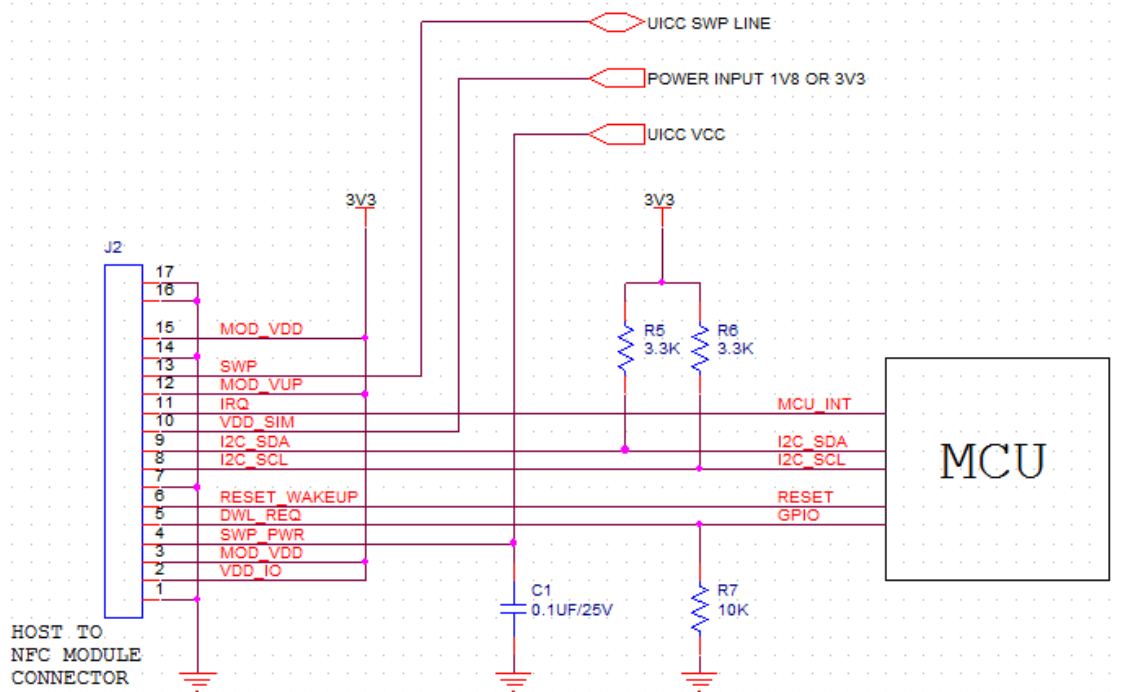 UICC SWP LINE
POWER INPUT 1V8 OR 3V3
UICC VCC
3V3
3V3
J2
17
16
15 MOD_VDD
14
13 SWP
12 MOD_VUP
11 IRQ MCU_INT
10 VDD_SIM
9 I2C_SDA I2C_SDA
8 I2C_SCL I2C_SCL
7
6 RESET_WAKEUP RESET
5 DWL_REQ GPIO
4 SWP_PWR
3 MOD_VDD
2 VDD_IO
1
R5
3.3K
R6
3.3K
MCU
C1
0.1UF/25V
R7
10K
HOST TO
NFC MODULE
CONNECTOR